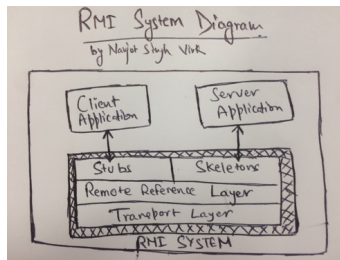 RMI System Diagram
by Navjot Singh Virk
Client
Application
Server
Application
Stubs
Skeletons
Remote Reference Layer
Transport Layer
RMI SYSTEM